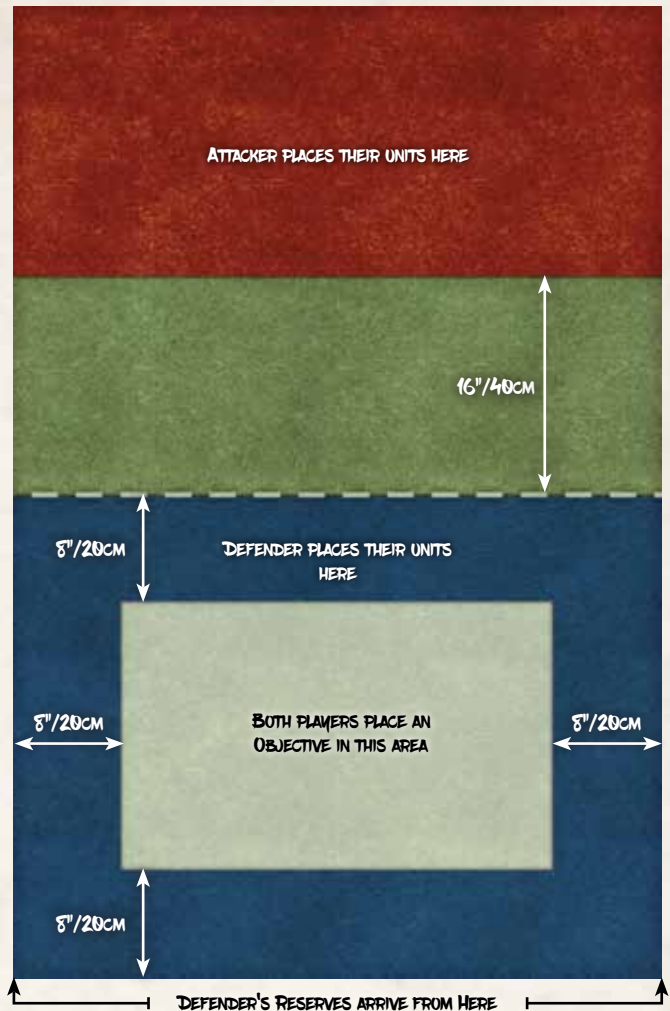 Attacker places their units here
16"/40cm
8"/20cm
Defender places their units
here
8"/20cm
Both players place an
Objective in this area
8"/20cm
8"/20cm
Defender's Reserves arrive from Here